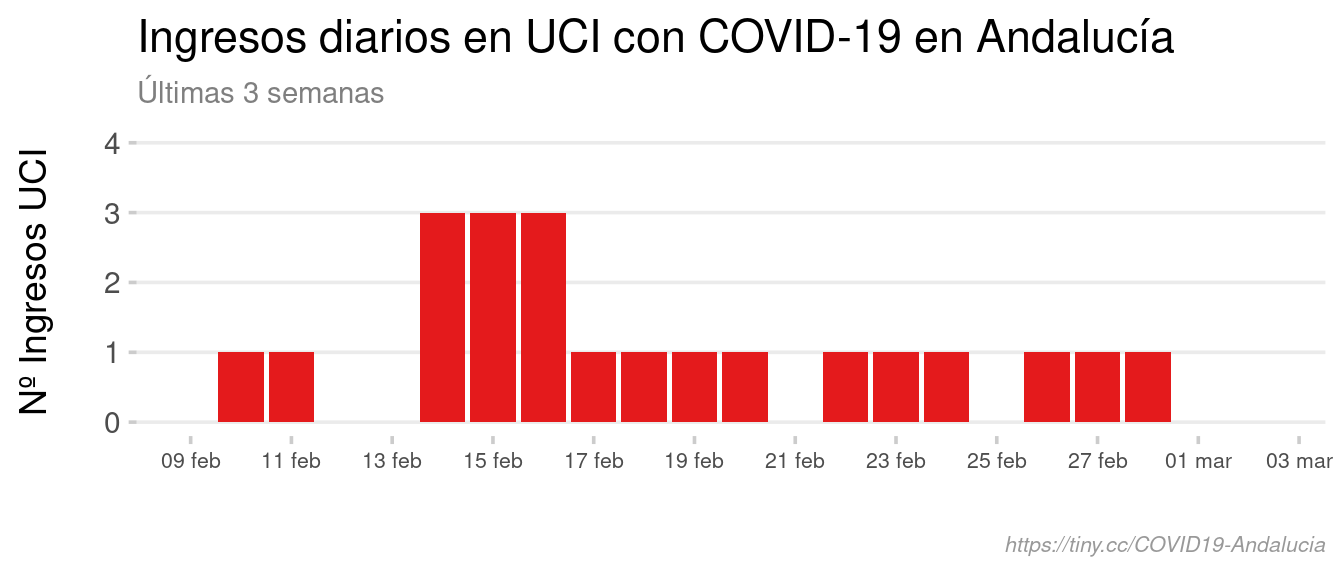 Ingresos diarios en UCI con COVID-19 en Andalucía
Últimas 3 semanas
Nº Ingresos UCI
4
3
2
1
0
09 feb 11 feb 13 feb 15 feb 17 feb 19 feb 21 feb 23 feb 25 feb 27 feb 01 mar 03 mar
https://tiny.cc/COVID19-Andalucia